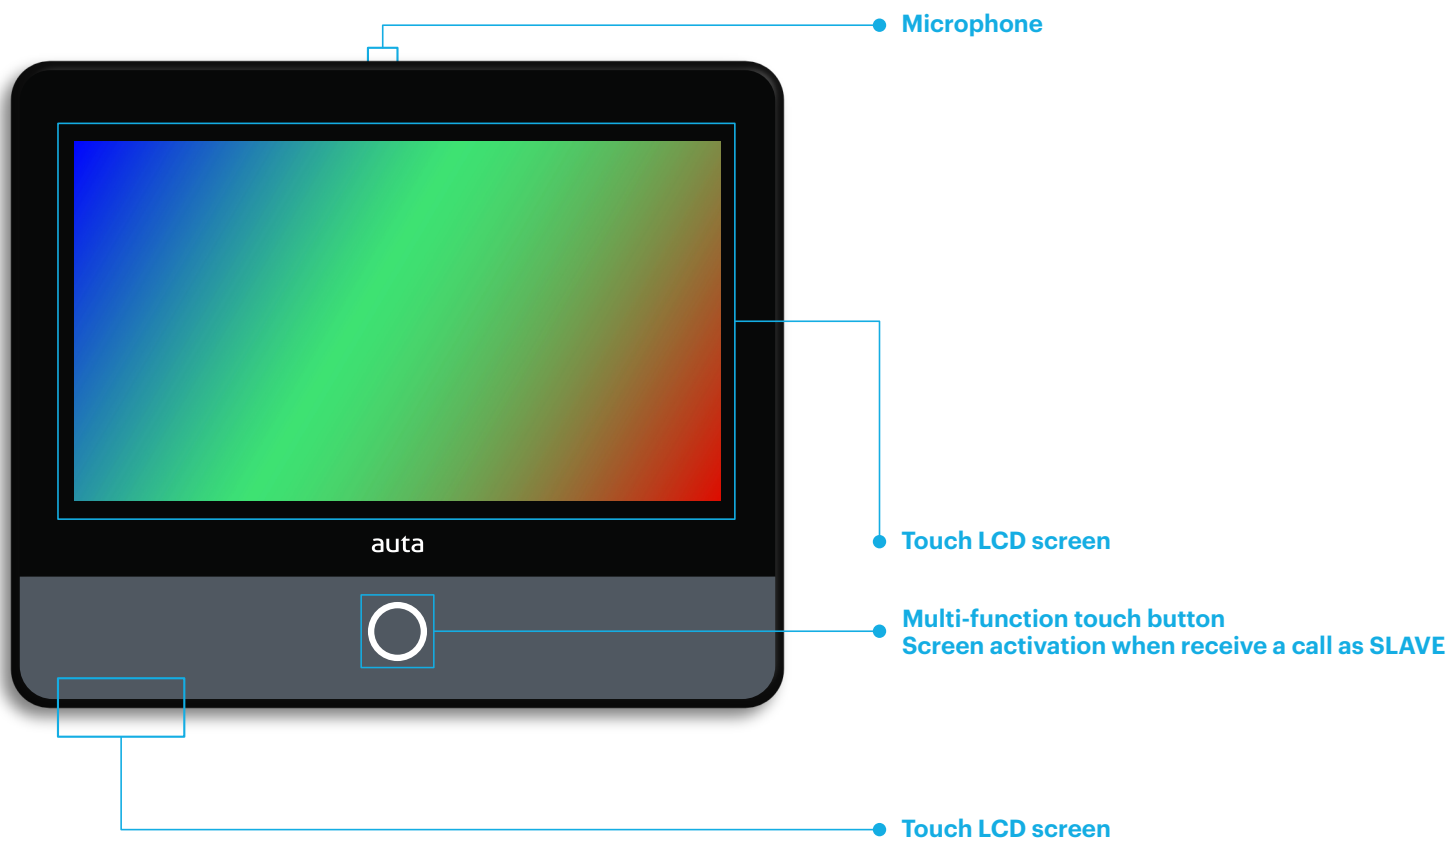 Microphone
auta
Touch LCD screen
Multi-function touch button
Screen activation when receive a call as SLAVE
Touch LCD screen